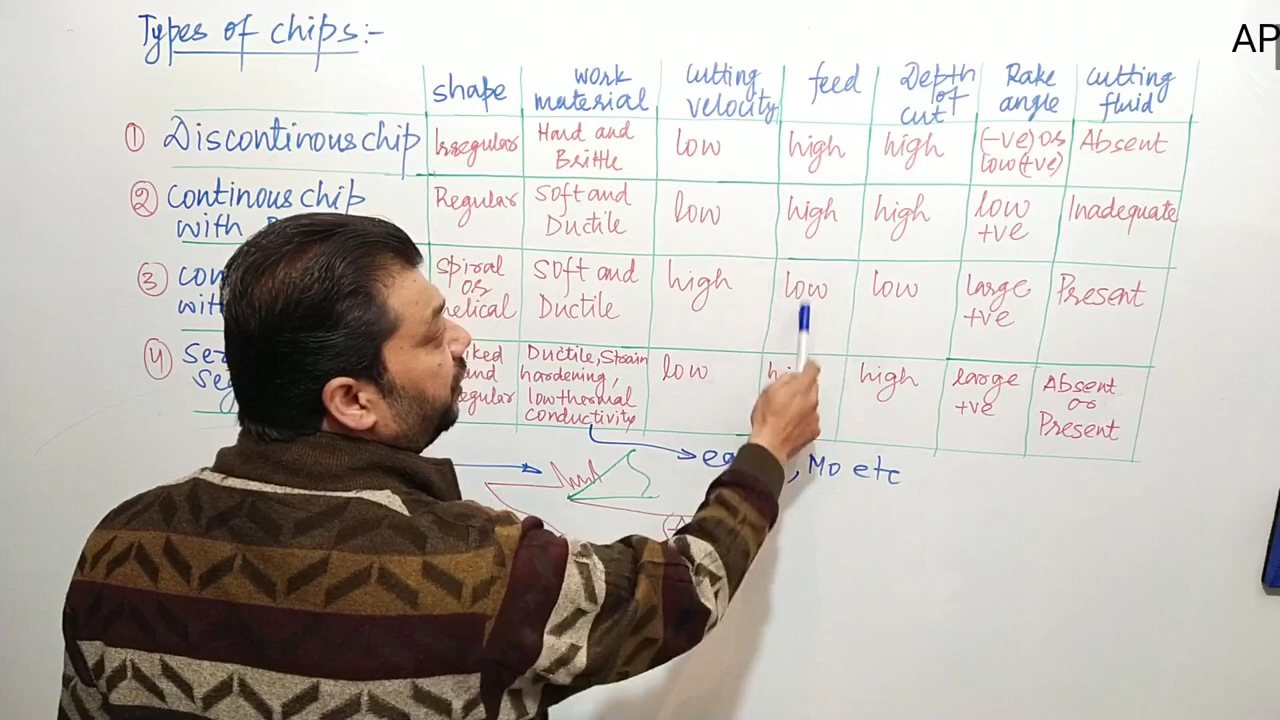 AP
Types of chips:-
shape
work material
cutting velocity
feed
Depth of cut
Rake angle
cutting fluid
① Discontinous chip
Irregular
Hard and
Brittle
low
high
high
(-ve) or
low (+ve)
Absent
② Continous chip
with
Regular
Soft and
Ductile
low
high
high
low
+ve
Inadequate
③
Spiral
or
Soft and
Ductile
high
low
low
large
+ve
Present
④
and
Ductile, Strain
hardening,
low thermal
conductivity
low
high
large
+ve
Absent
or
Present
, Mo etc